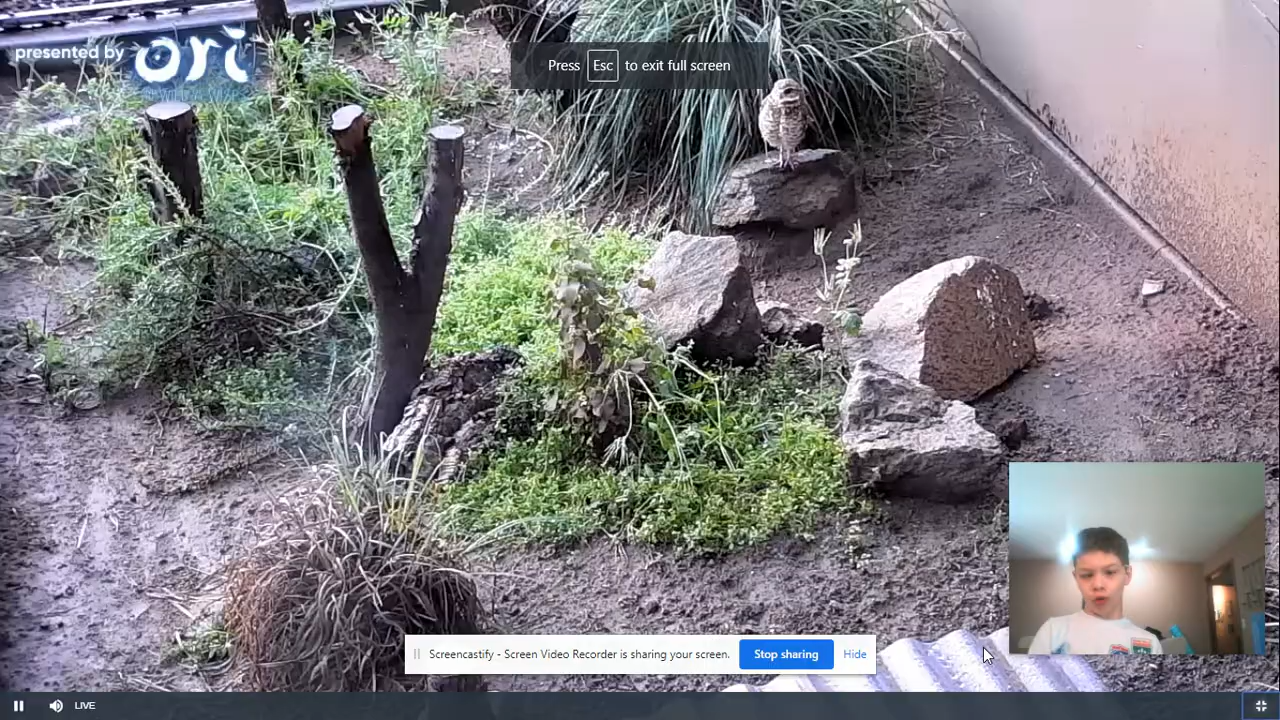 presented by ori
Press Esc to exit full screen
Screencastify - Screen Video Recorder is sharing your screen.
Stop sharing
Hide
LIVE